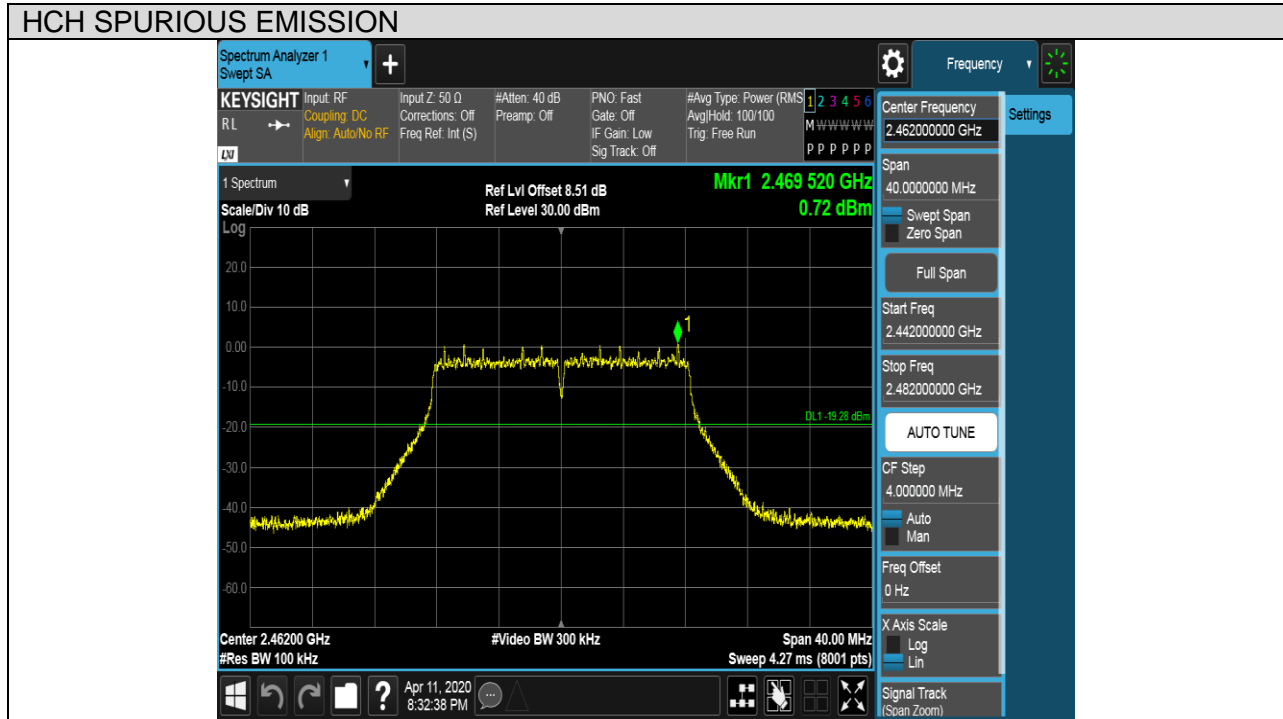 HCH SPURIOUS EMISSION
Spectrum Analyzer 1
Swept SA
+
Frequency
KEYSIGHT
RL
LXI
Input: RF
Coupling: DC
Align: Auto/No RF
Input Z: 50 Ω
Corrections: Off
Freq Ref: Int (S)
#Atten: 40 dB
Preamp: Off
PNO: Fast
Gate: Off
IF Gain: Low
Sig Track: Off
#Avg Type: Power (RMS
Avg|Hold: 100/100
Trig: Free Run
1 2 3 4 5 6
M W W W W W
P P P P P P
1 Spectrum
Scale/Div 10 dB
Ref Lvl Offset 8.51 dB
Ref Level 30.00 dBm
Mkr1 2.469 520 GHz
0.72 dBm
Log
20.0
10.0
0.00
-10.0
-20.0
-30.0
-40.0
-50.0
-60.0
1
DL1 -19.28 dBm
Center 2.46200 GHz
#Res BW 100 kHz
#Video BW 300 kHz
Span 40.00 MHz
Sweep 4.27 ms (8001 pts)
?
Apr 11, 2020
8:32:38 PM
Center Frequency
2.462000000 GHz
Settings
Span
40.0000000 MHz
Swept Span
Zero Span
Full Span
Start Freq
2.442000000 GHz
Stop Freq
2.482000000 GHz
AUTO TUNE
CF Step
4.000000 MHz
Auto
Man
Freq Offset
0 Hz
X Axis Scale
Log
Lin
Signal Track
(Span Zoom)